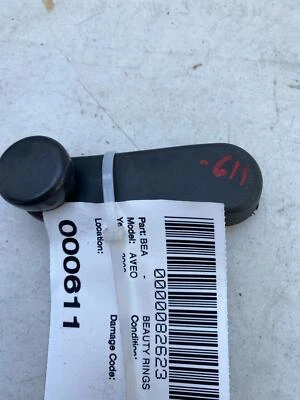 -611
0000082623
BEAUTY RINGS
Part: BEA -
Model: AVEO
Condition:
Location:
Damage Code:
000611